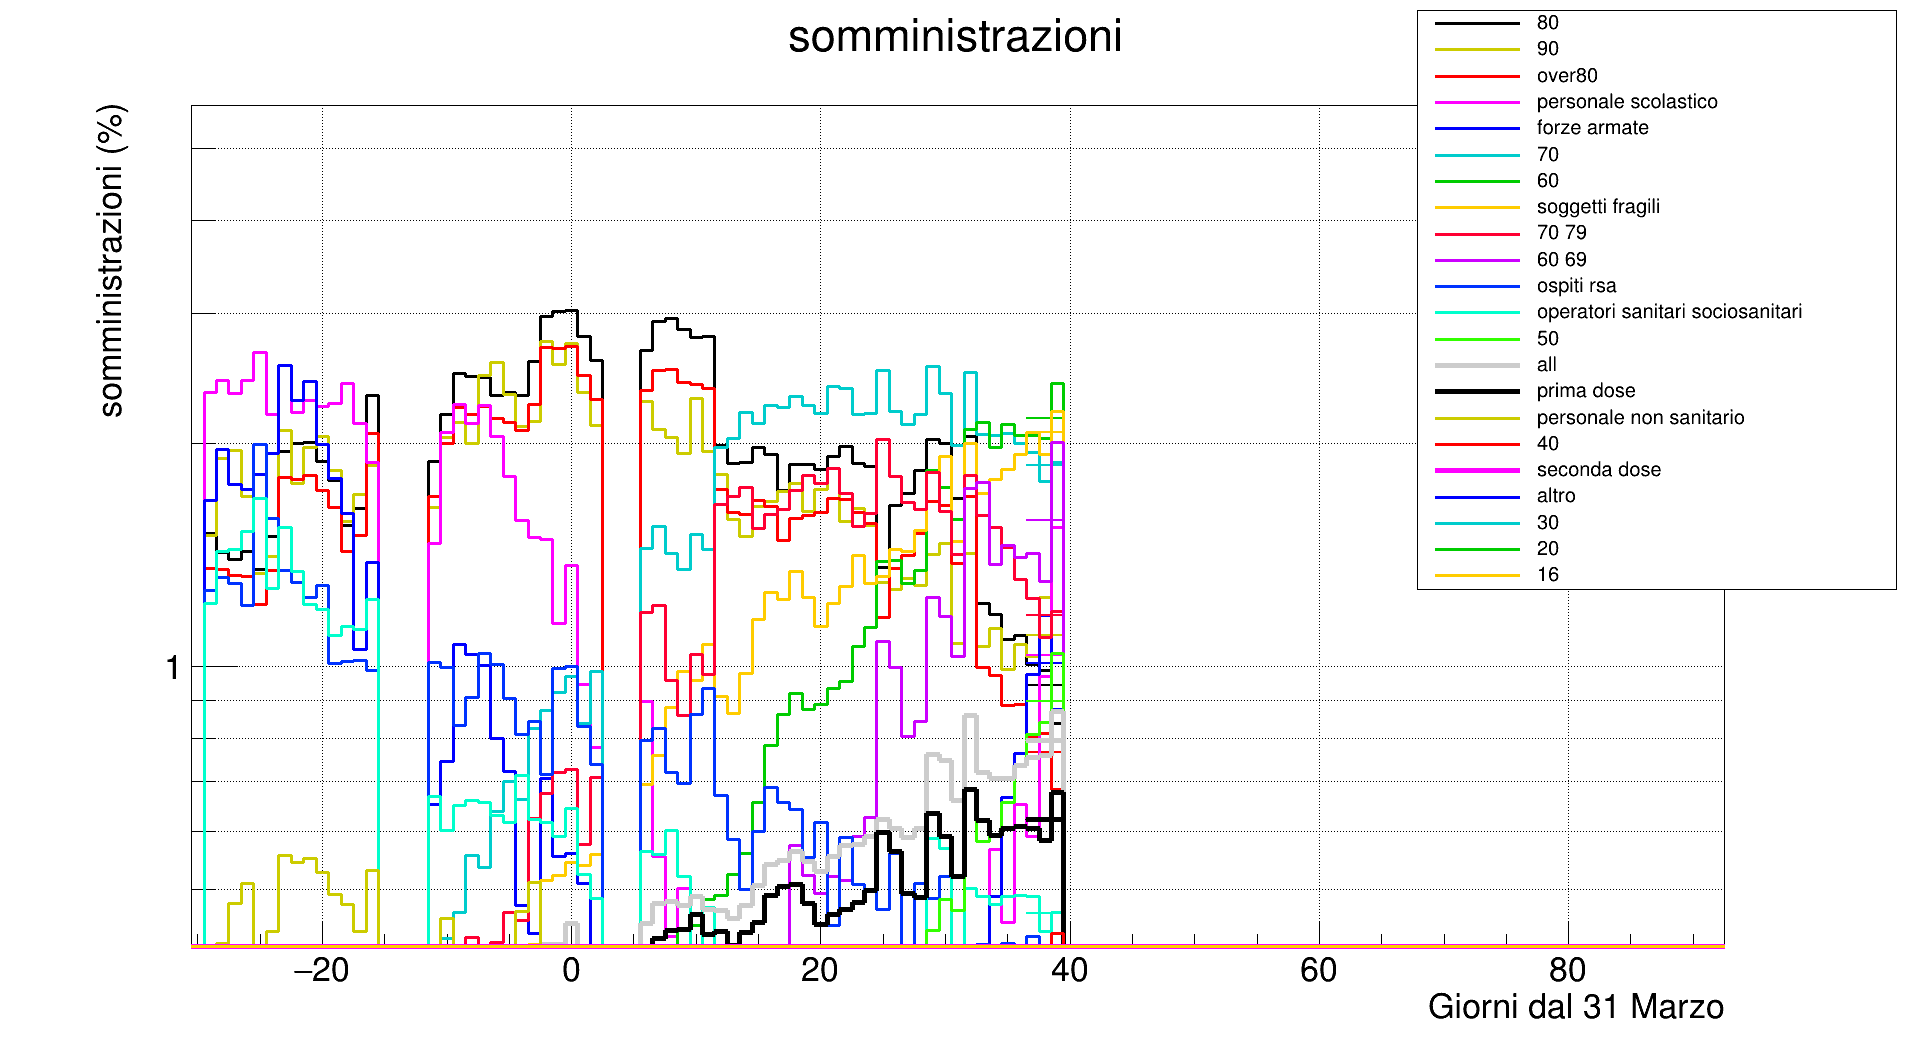 somministrazioni
80
90
over80
personale scolastico
forze armate
70
60
soggetti fragili
70 79
60 69
ospiti rsa
operatori sanitari sociosanitari
50
all
prima dose
personale non sanitario
40
seconda dose
altro
30
20
16
somministrazioni (%)
1
−20 0 20 40 60 80
Giorni dal 31 Marzo